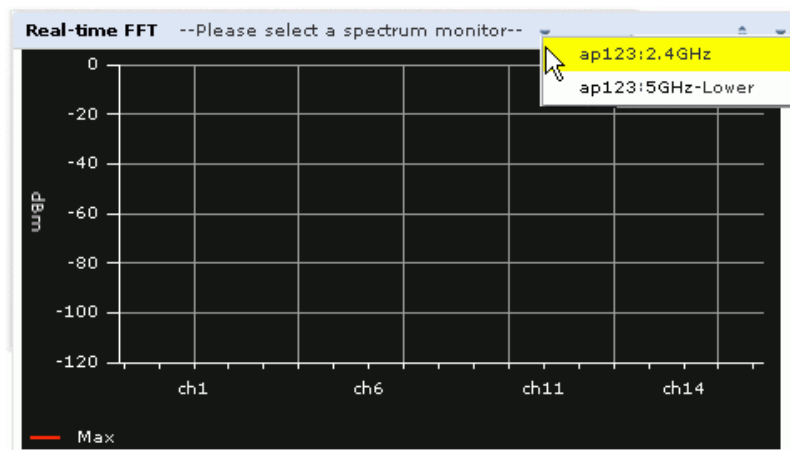 Real-time FFT --Please select a spectrum monitor--
ap123:2.4GHz
ap123:5GHz-Lower
0
-20
-40
-60
-80
-100
-120
dBm
ch1 ch6 ch11 ch14
Max